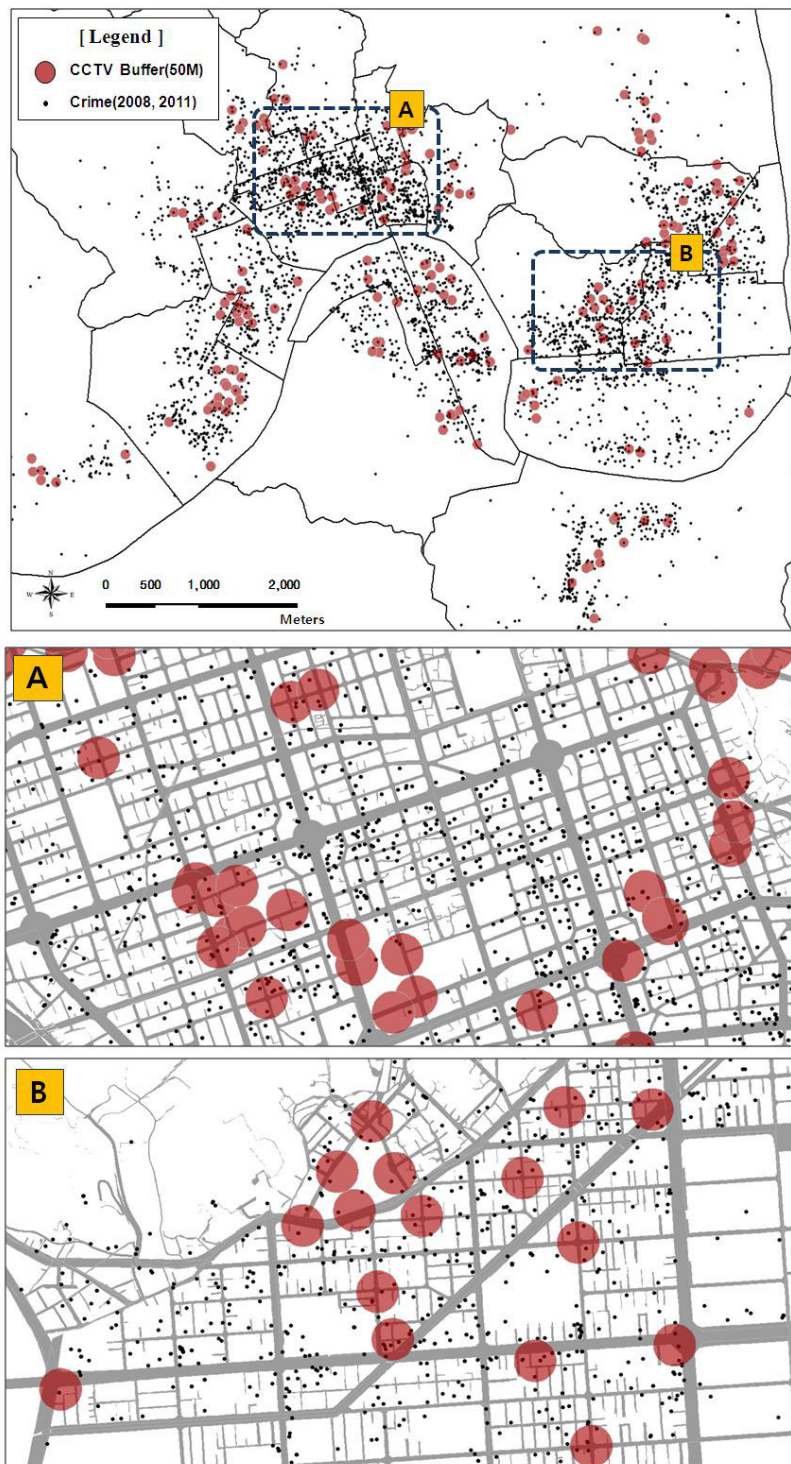 [ Legend ]
CCTV Buffer(50M)
Crime(2008, 2011)
A
B
N
W E
S
0 500 1,000 2,000
Meters
A
B